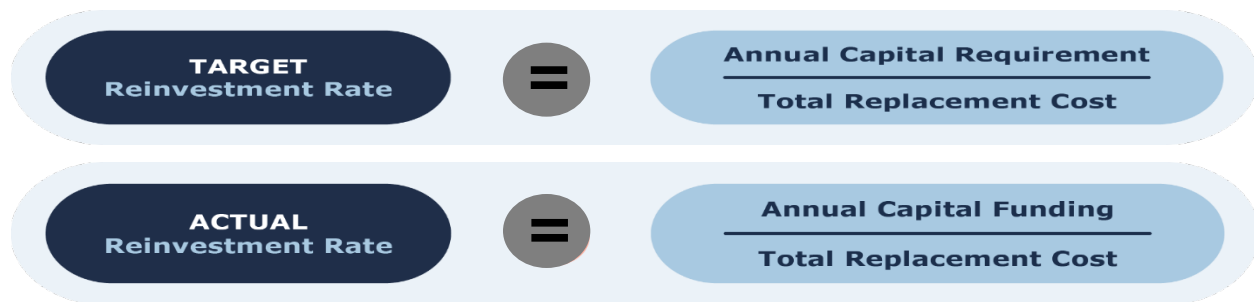 TARGET
Reinvestment Rate
=
Annual Capital Requirement
Total Replacement Cost
ACTUAL
Reinvestment Rate
=
Annual Capital Funding
Total Replacement Cost